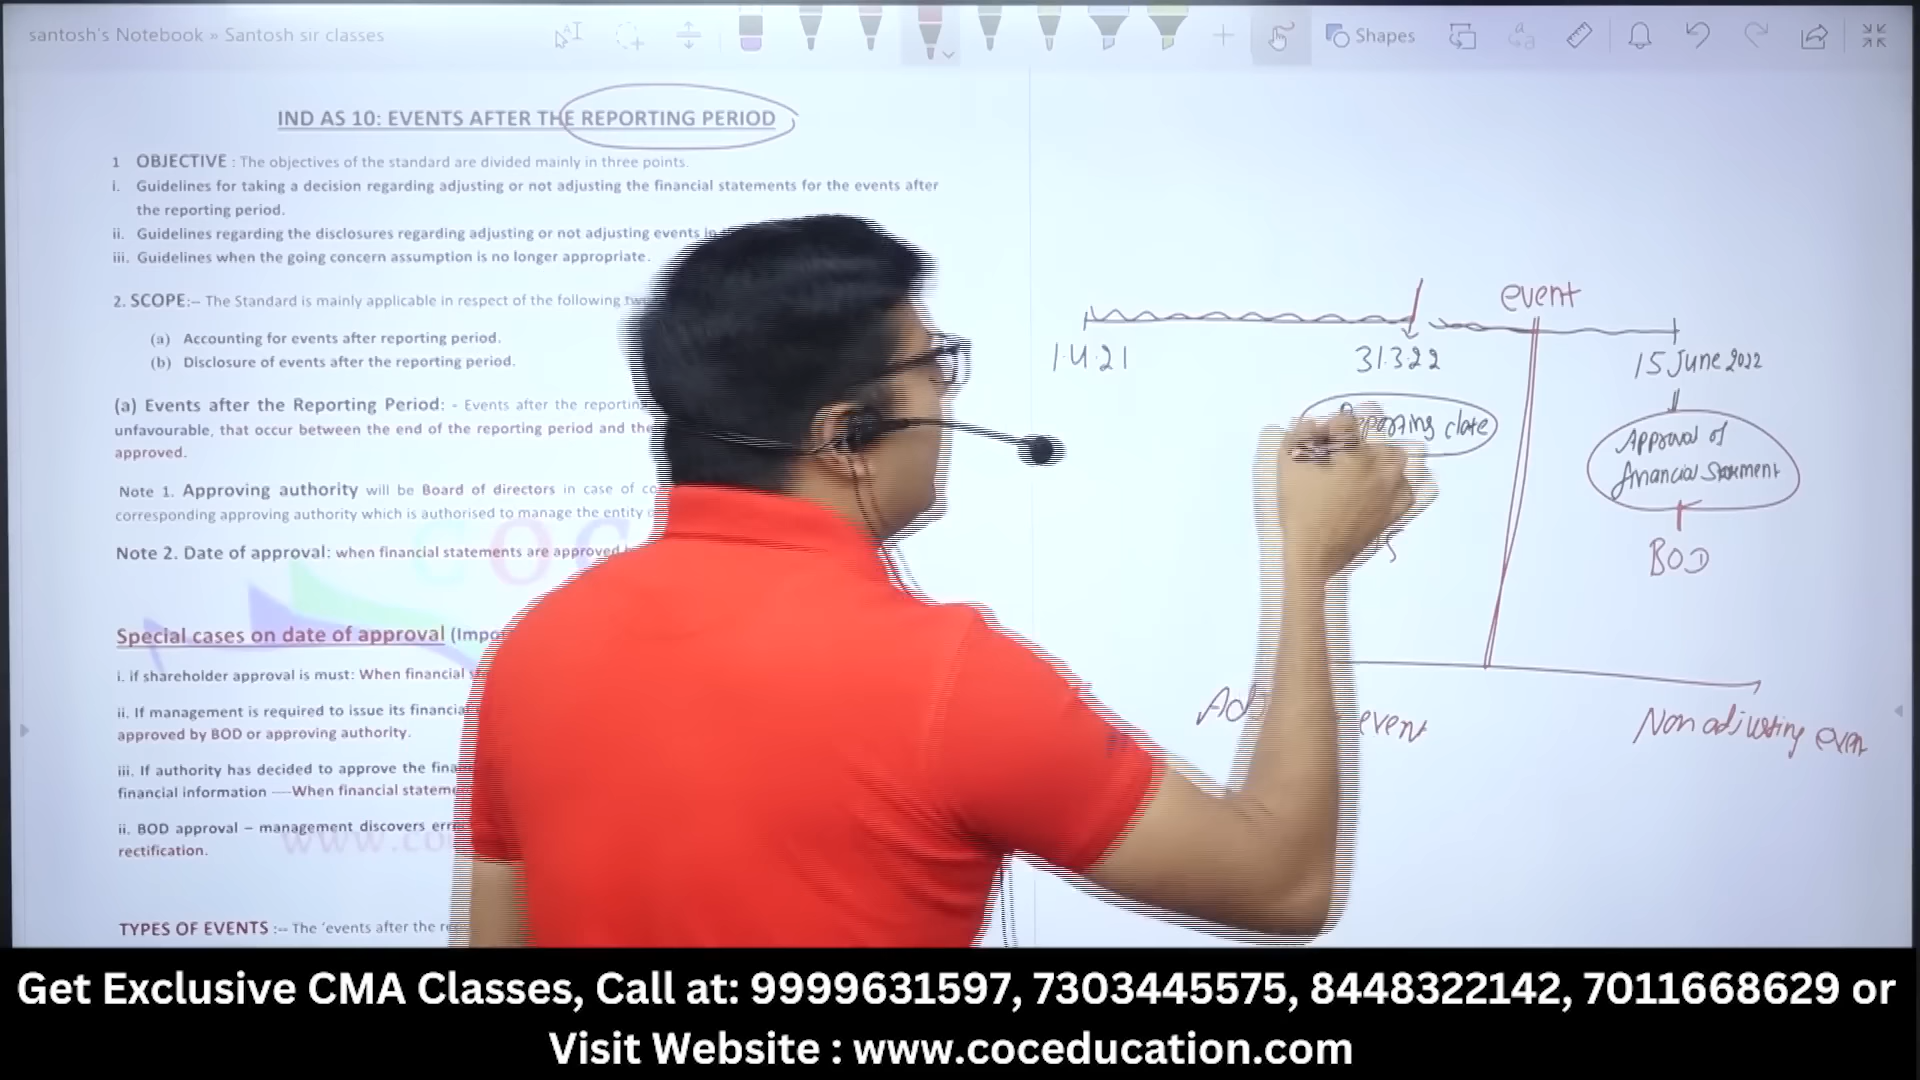 santosh's Notebook » Santosh sir classes
Shapes
IND AS 10: EVENTS AFTER THE REPORTING PERIOD
1 OBJECTIVE : The objectives of the standard are divided mainly in three points.
i. Guidelines for taking a decision regarding adjusting or not adjusting the financial statements for the events after
the reporting period.
ii. Guidelines regarding the disclosures regarding adjusting or not adjusting events
iii. Guidelines when the going concern assumption is no longer appropriate.
2. SCOPE:– The Standard is mainly applicable in respect of the following
(a) Accounting for events after reporting period.
(b) Disclosure of events after the reporting period.
(a) Events after the Reporting Period: - Events after the
unfavourable, that occur between the end of the reporting period and the
approved.
Note 1. Approving authority will be Board of directors in case of
corresponding approving authority which is authorised to manage the entity
Note 2. Date of approval: when financial statements are approved
Special cases on date of approval
i. if shareholder approval is must: When financial
ii. If management is required to issue its
approved by BOD or approving authority.
iii. If authority has decided to approve the
financial information ----When financial
ii. BOD approval – management discovers
rectification.
TYPES OF EVENTS :-- The 'events after the
event
1.4.21
31.3.22
15 June 2022
date
Approval of
financial statement
BOD
event
Non adjusting
Get Exclusive CMA Classes, Call at: 9999631597, 7303445575, 8448322142, 7011668629 or
Visit Website : www.coceducation.com